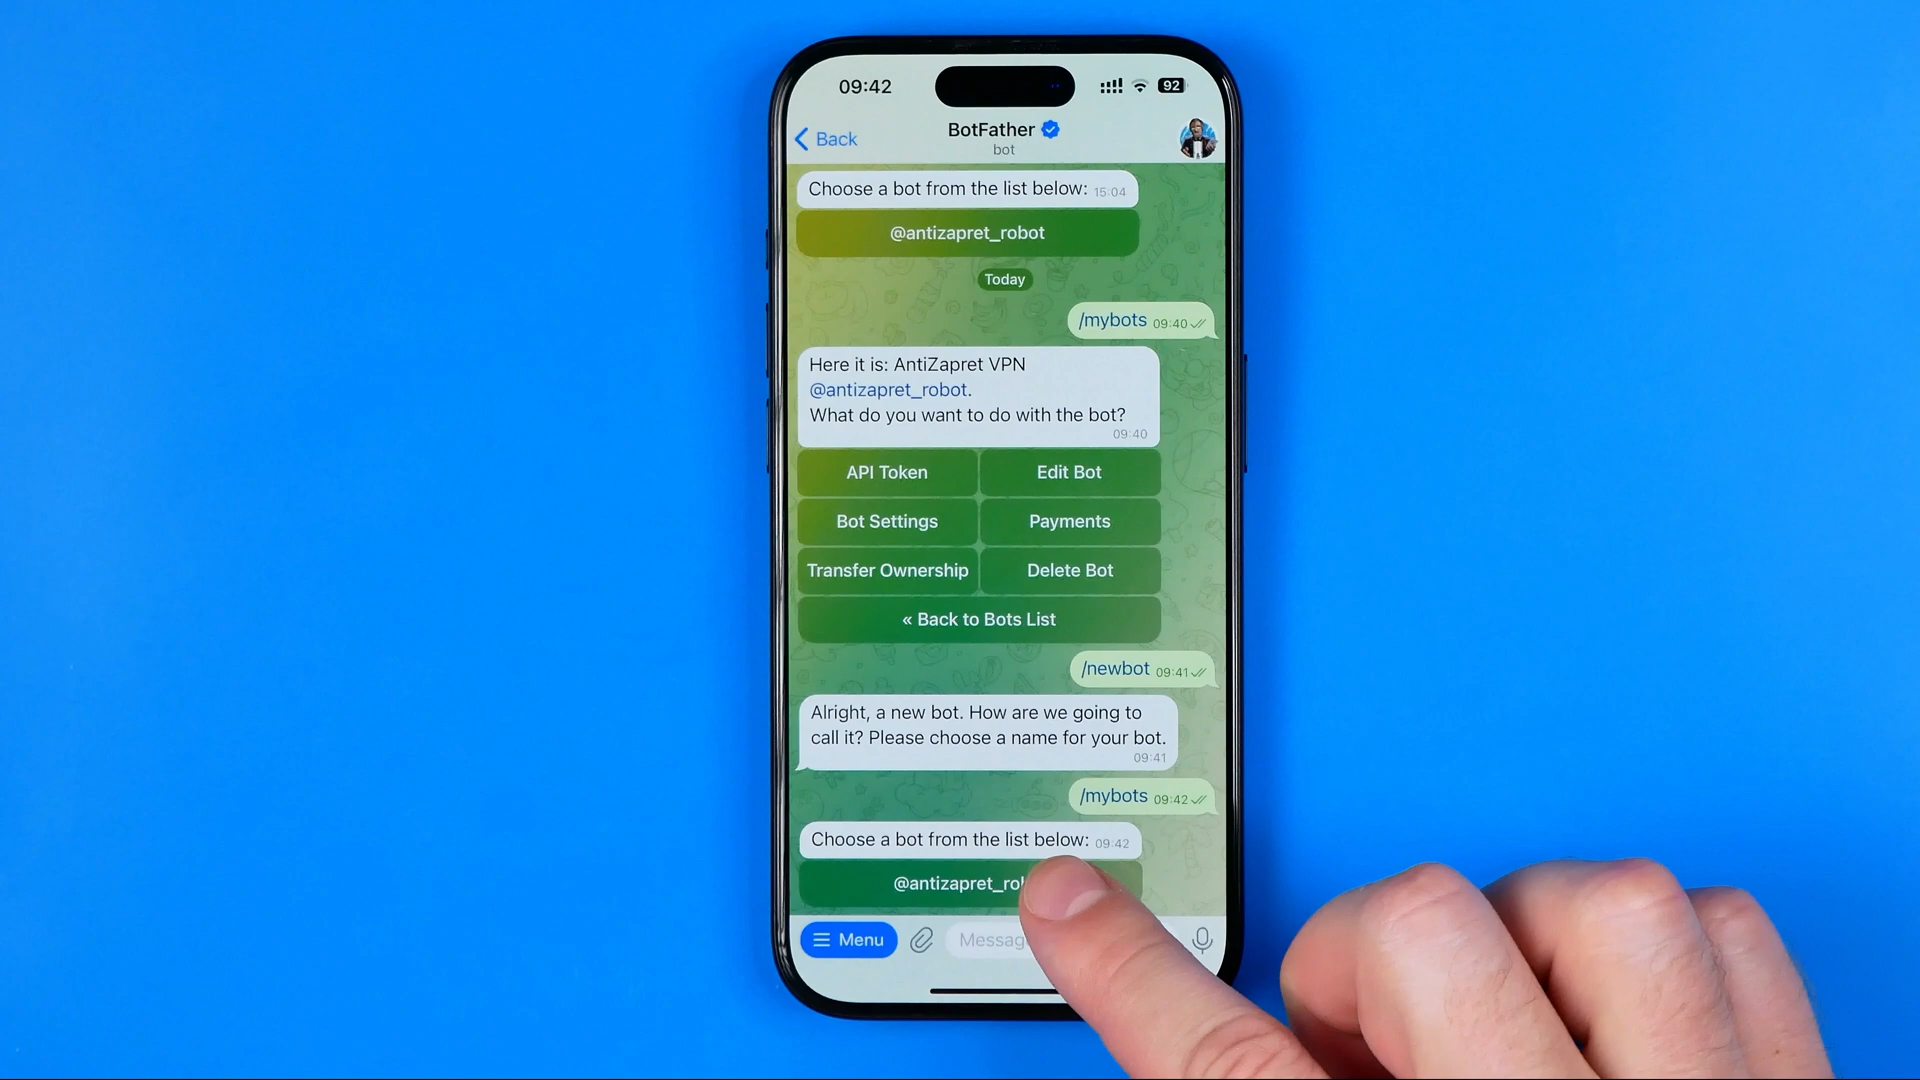 09:42
92
Back
BotFather
bot
Choose a bot from the list below: 15:04
@antizapret_robot
Today
/mybots 09:40
Here it is: AntiZapret VPN
@antizapret_robot.
What do you want to do with the bot?
09:40
API Token
Edit Bot
Bot Settings
Payments
Transfer Ownership
Delete Bot
« Back to Bots List
/newbot 09:41
Alright, a new bot. How are we going to
call it? Please choose a name for your bot.
09:41
/mybots 09:42
Choose a bot from the list below: 09:42
@antizapret_rob
Menu
Messag